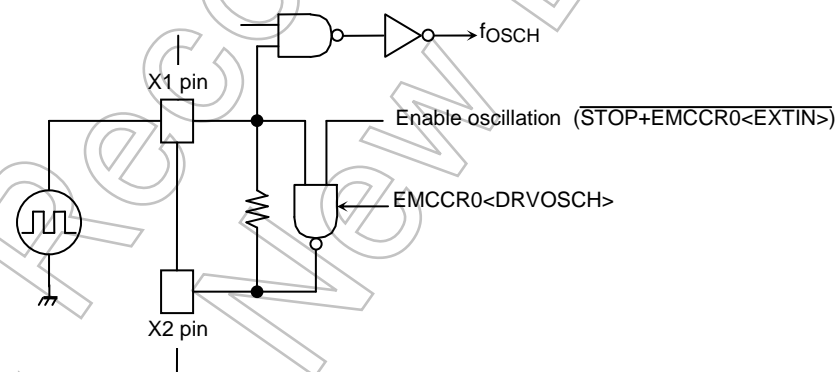 fOSCH
X1 pin
Enable oscillation (STOP+EMCCR0<EXTIN>)
EMCCR0<DRVOSCH>
X2 pin